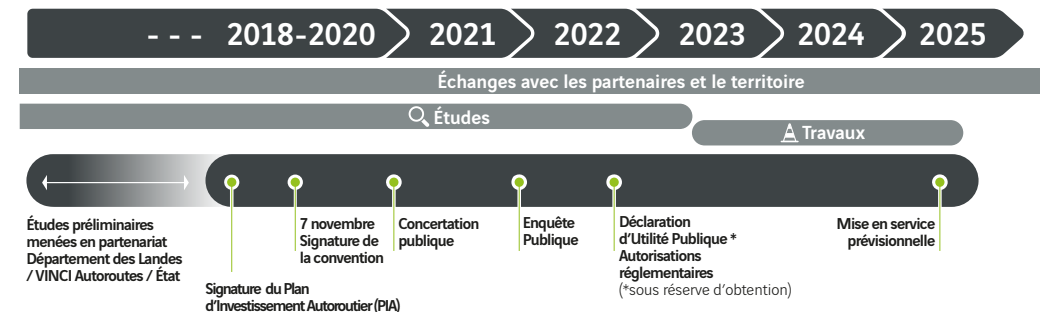 - - - 2018-2020 2021 2022 2023 2024 2025
Échanges avec les partenaires et le territoire
Études
Travaux
Études préliminaires
menées en partenariat
Département des Landes
/ VINCI Autoroutes / État
Signature du Plan
d'Investissement Autoroutier (PIA)
7 novembre
Signature de
la convention
Concertation
publique
Enquête
Publique
Déclaration
d'Utilité Publique *
Autorisations
réglementaires
(*sous réserve d'obtention)
Mise en service
prévisionnelle